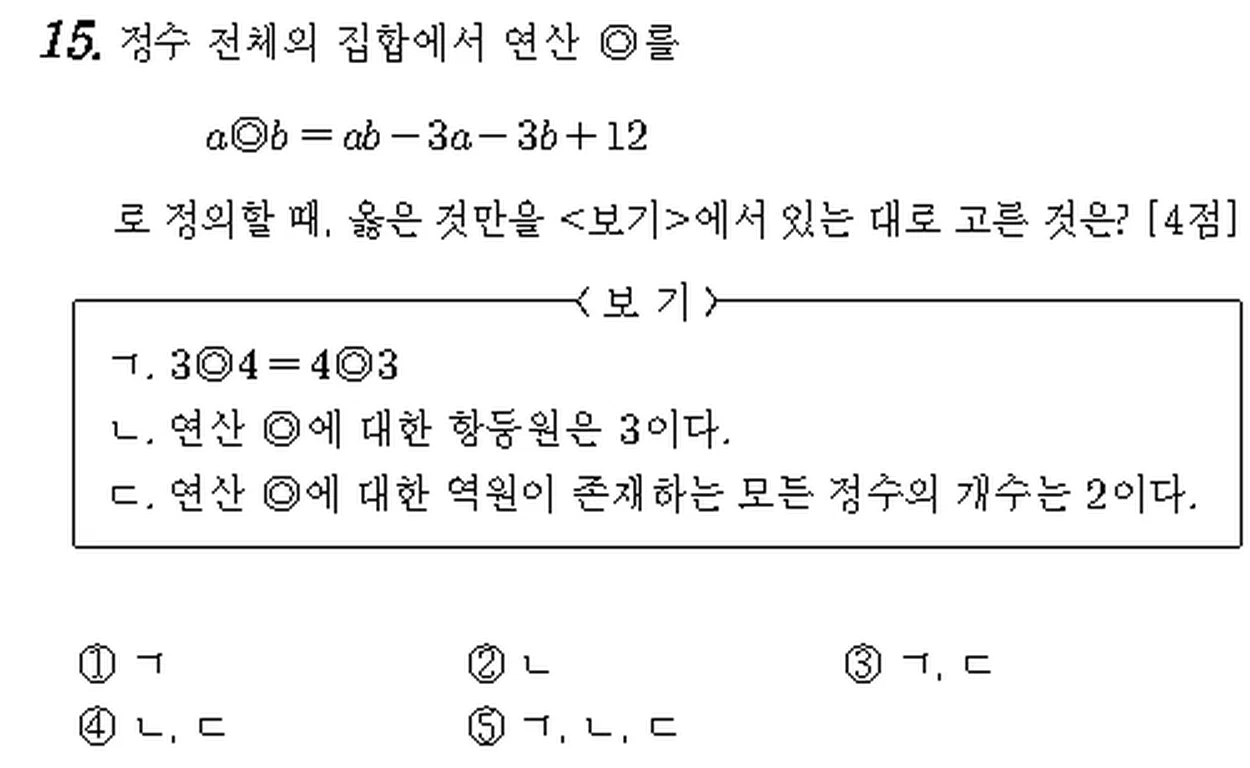 15. 정수 전체의 집합에서 연산 ◎를
a◎b = ab-3a-3b+12
로 정의할 때, 옳은 것만을 <보기>에서 있는 대로 고른 것은? [4점]
<보 기>
ㄱ. 3◎4 = 4◎3
ㄴ. 연산 ◎에 대한 항등원은 3이다.
ㄷ. 연산 ◎에 대한 역원이 존재하는 모든 정수의 개수는 2이다.
① ㄱ ② ㄴ ③ ㄱ, ㄷ
④ ㄴ, ㄷ ⑤ ㄱ, ㄴ, ㄷ